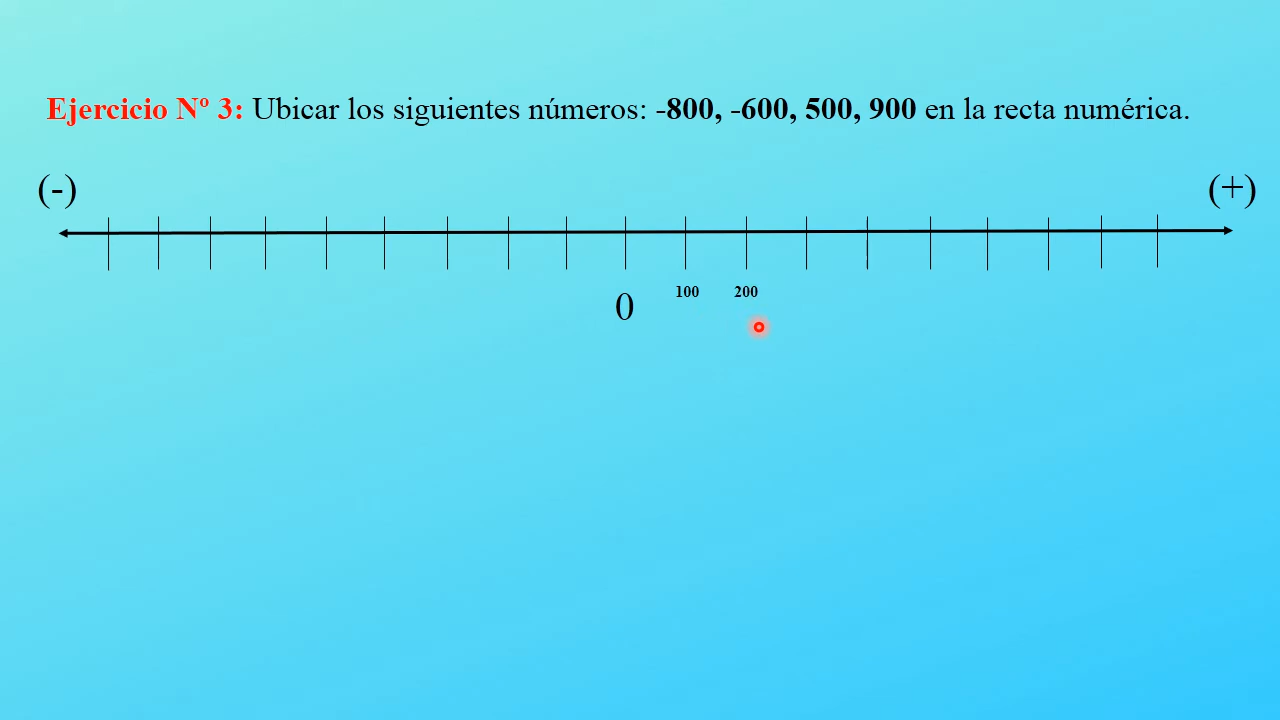 Ejercicio Nº 3: Ubicar los siguientes números: -800, -600, 500, 900 en la recta numérica.
(-) (+)
0 100 200